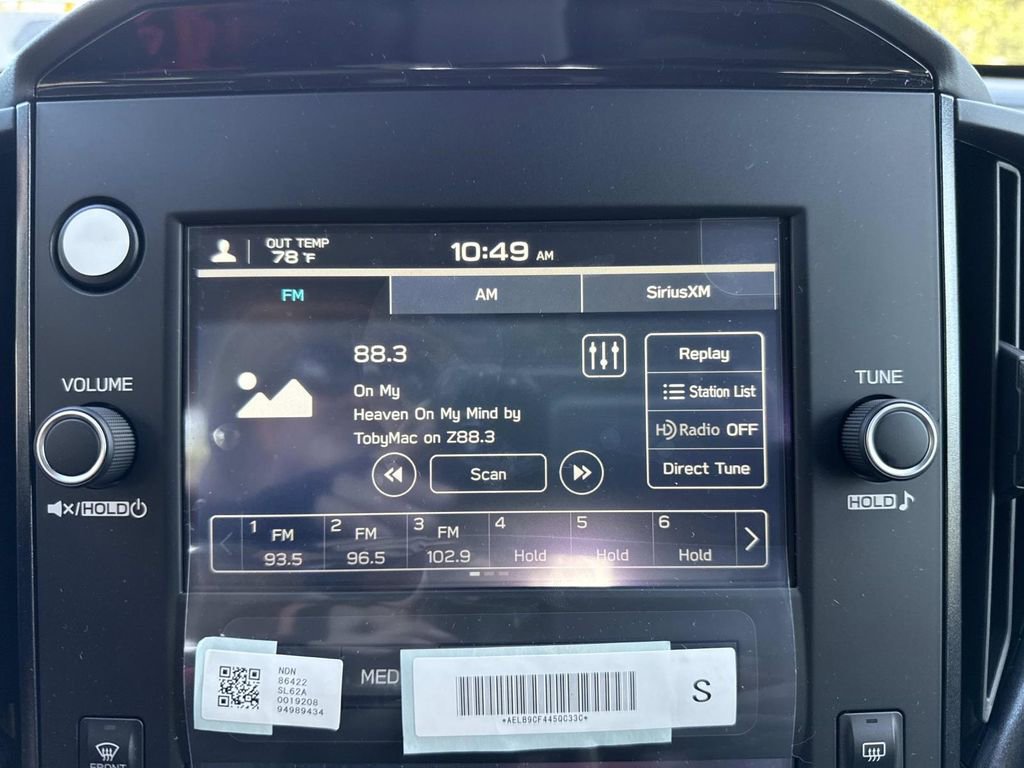 OUT TEMP
78 °F
10:49 AM
FM
AM
SiriusXM
88.3
On My
Heaven On My Mind by
TobyMac on Z88.3
Replay
Station List
HD Radio OFF
Direct Tune
Scan
1 FM 93.5
2 FM 96.5
3 FM 102.9
4 Hold
5 Hold
6 Hold
VOLUME
/HOLD
TUNE
HOLD
NDN
86422
SL62A
0019208
94989434
MED
*AELB9CF445QC33C*
S
FRONT